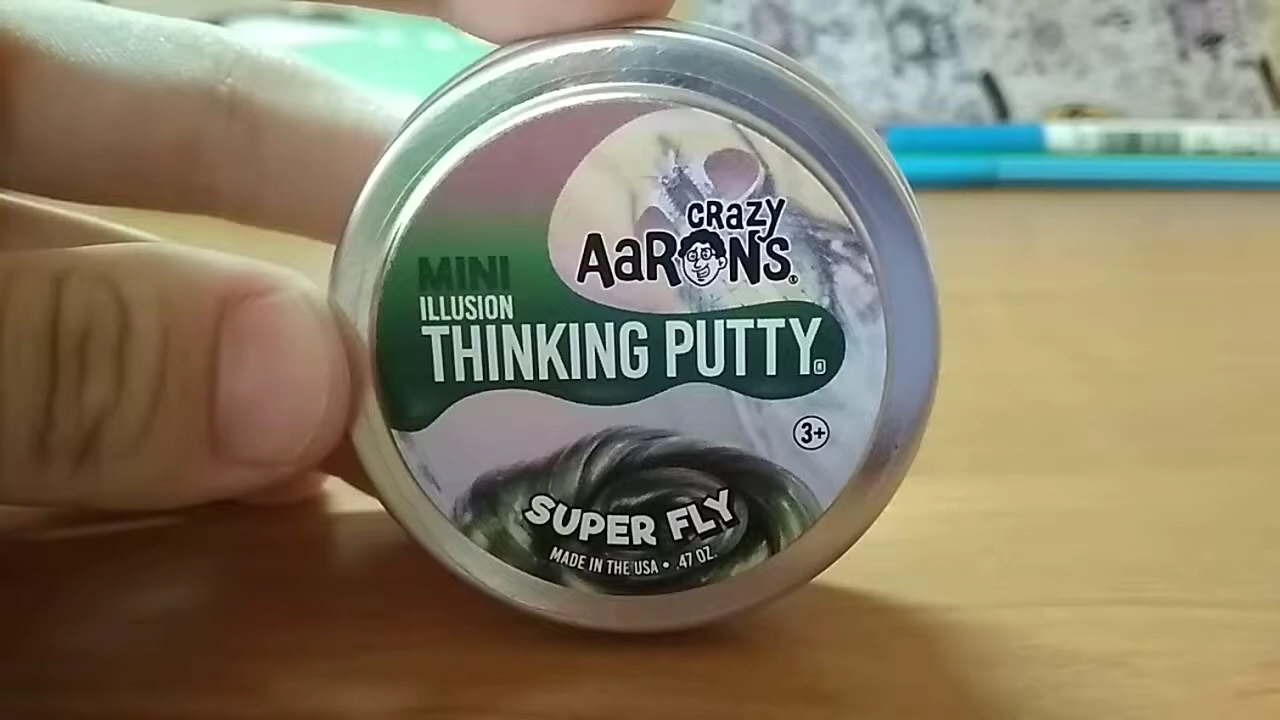 CRAZY
AARONS
MINI
ILLUSION
THINKING PUTTY
3+
SUPER FLY
MADE IN THE USA • .47 OZ.